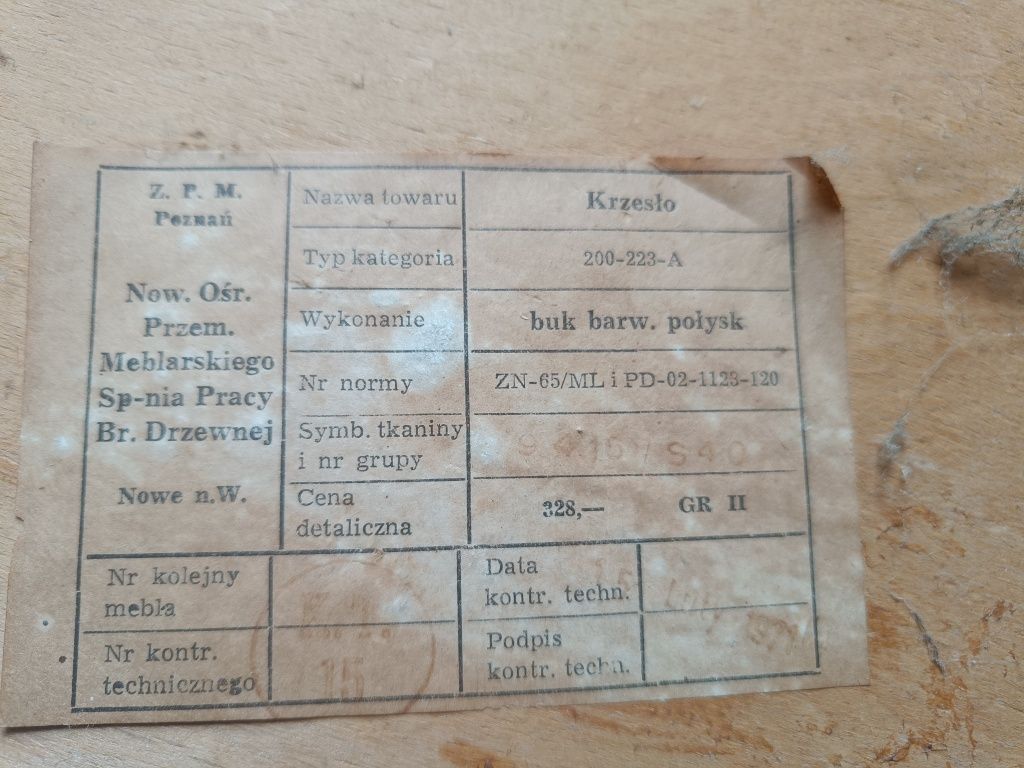 Z. P. M.
Poznań
Now. Ośr.
Przem.
Meblarskiego
Sp-nia Pracy
Br. Drzewnej
Nowe n.W.
Nazwa towaru
Krzesło
Typ kategoria
200-223-A
Wykonanie
buk barw. połysk
Nr normy
ZN-65/ML i PD-02-1123-120
Symb. tkaniny
i nr grupy
Cena
detaliczna
328,— GR II
Nr kolejny
mebla
Data
kontr. techn.
Nr kontr.
technicznego
15
Podpis
kontr. techn.